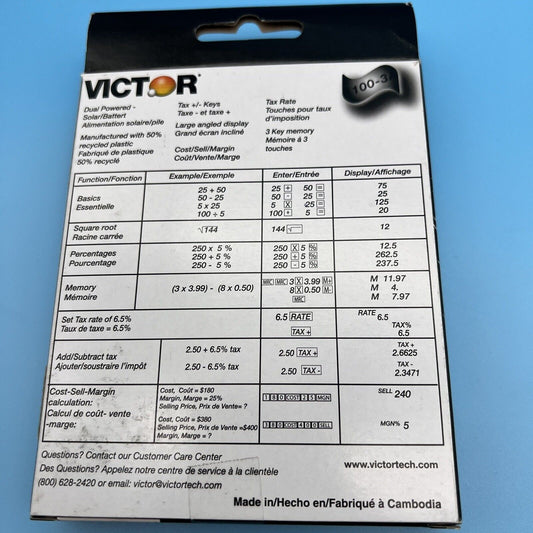 VICTOR®
100-3
Dual Powered -
Solar/Battert
Alimentation solaire/pile
Manufactured with 50%
recycled plastic
Fabriqué de plastique
50% recyclé
Tax +/- Keys
Taxe - et taxe +
Large angled display
Grand écran incliné
Cost/Sell/Margin
Coût/Vente/Marge
Tax Rate
Touches pour taux
d'imposition
3 Key memory
Mémoire à 3
touches
Function/Fonction Example/Exemple Enter/Entrée Display/Affichage
Basics
Essentielle
25 + 50 25 + 50 = 75
50 - 25 50 - 25 = 25
5 x 25 5 X 25 = 125
100 ÷ 5 100 ÷ 5 = 20
Square root
Racine carrée
√144 144 √ 12
Percentages
Pourcentage
250 x 5 % 250 X 5 % 12.5
250 + 5 % 250 + 5 % 262.5
250 - 5 % 250 - 5 % 237.5
Memory
Mémoire
(3 x 3.99) - (8 x 0.50)
MRC MRC 3 X 3.99 M+ M 11.97
8 X 0.50 M- M 4.
MRC M 7.97
Set Tax rate of 6.5%
Taux de taxe = 6.5%
6.5 RATE RATE 6.5
TAX+ TAX% 6.5
Add/Subtract tax
Ajouter/soustraire l'impôt
2.50 + 6.5% tax 2.50 TAX+ TAX + 2.6625
2.50 - 6.5% tax 2.50 TAX- TAX - 2.3471
Cost-Sell-Margin
calculation:
Calcul de coût- vente
-marge:
Cost, Coût = $180
Margin, Marge = 25%
Selling Price, Prix de Vente= ?
180 COST 25 MGN SELL 240
Cost, Coût = $380
Selling Price, Prix de Vente =$400
Margin, Marge = ?
380 COST 400 SELL MGN% 5
Questions? Contact our Customer Care Center
Des Questions? Appelez notre centre de service à la clientèle
(800) 628-2420 or email: victor@victortech.com
www.victortech.com
Made in/Hecho en/Fabriqué à Cambodia